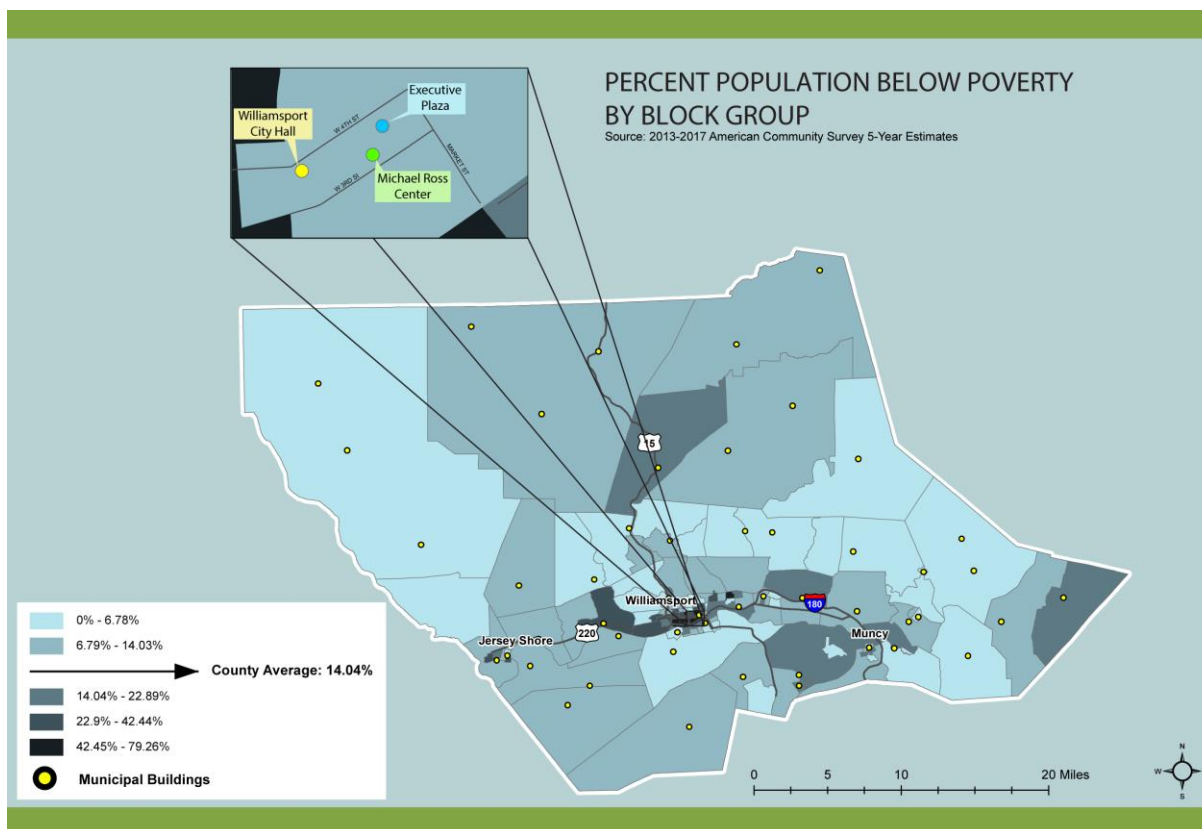 PERCENT POPULATION BELOW POVERTY
BY BLOCK GROUP
Source: 2013-2017 American Community Survey 5-Year Estimates
Executive
Plaza
Williamsport
City Hall
W 4TH ST
MARKET ST
W 3RD St
Michael Ross
Center
15
Williamsport
180
220
Jersey Shore
Muncy
0% - 6.78%
6.79% - 14.03%
County Average: 14.04%
14.04% - 22.89%
22.9% - 42.44%
42.45% - 79.26%
Municipal Buildings
0 5 10 20 Miles
N
W E
S